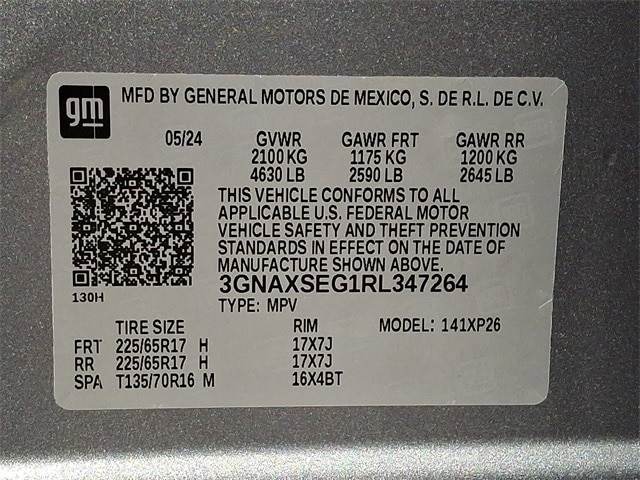 gm MFD BY GENERAL MOTORS DE MEXICO, S. DE R.L. DE C.V.
05/24 GVWR GAWR FRT GAWR RR
2100 KG 1175 KG 1200 KG
4630 LB 2590 LB 2645 LB
THIS VEHICLE CONFORMS TO ALL
APPLICABLE U.S. FEDERAL MOTOR
VEHICLE SAFETY AND THEFT PREVENTION
STANDARDS IN EFFECT ON THE DATE OF
MANUFACTURE SHOWN ABOVE.
130H 3GNAXSEG1RL347264
TYPE: MPV
TIRE SIZE RIM MODEL: 141XP26
FRT 225/65R17 H 17X7J
RR 225/65R17 H 17X7J
SPA T135/70R16 M 16X4BT